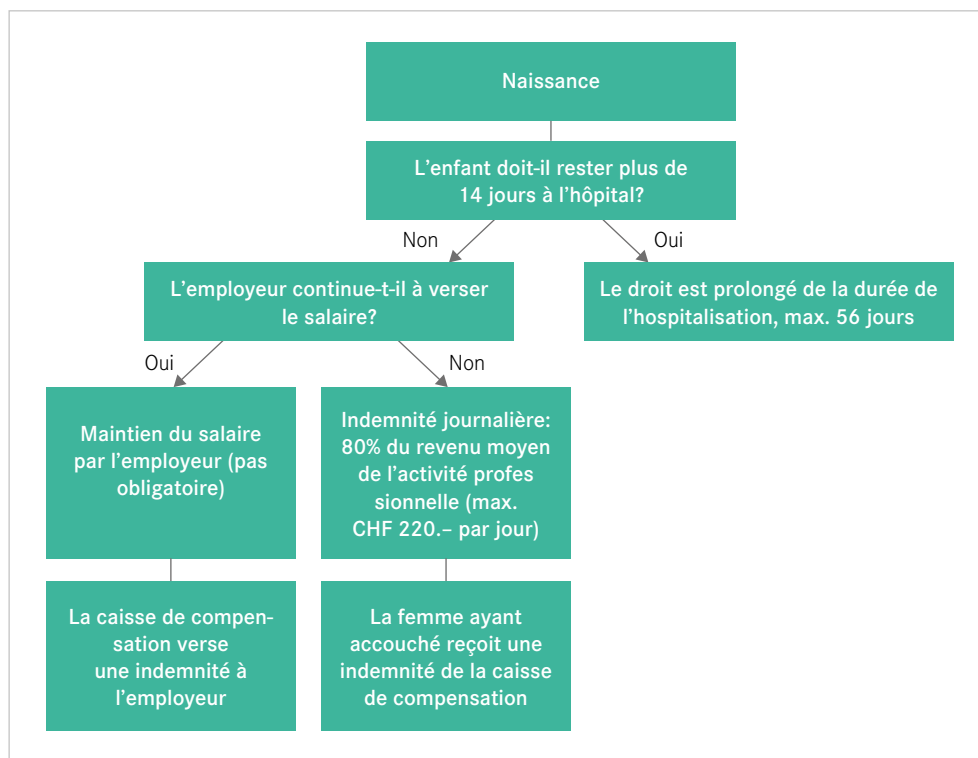 Naissance
L'enfant doit-il rester plus de
14 jours à l'hôpital?
Non
Oui
L'employeur continue-t-il à verser
le salaire?
Le droit est prolongé de la durée de
l'hospitalisation, max. 56 jours
Oui
Non
Maintien du salaire
par l'employeur (pas
obligatoire)
Indemnité journalière:
80% du revenu moyen
de l'activité profes
sionnelle (max.
CHF 220.– par jour)
La caisse de compen-
sation verse
une indemnité à
l'employeur
La femme ayant
accouché reçoit une
indemnité de la caisse
de compensation